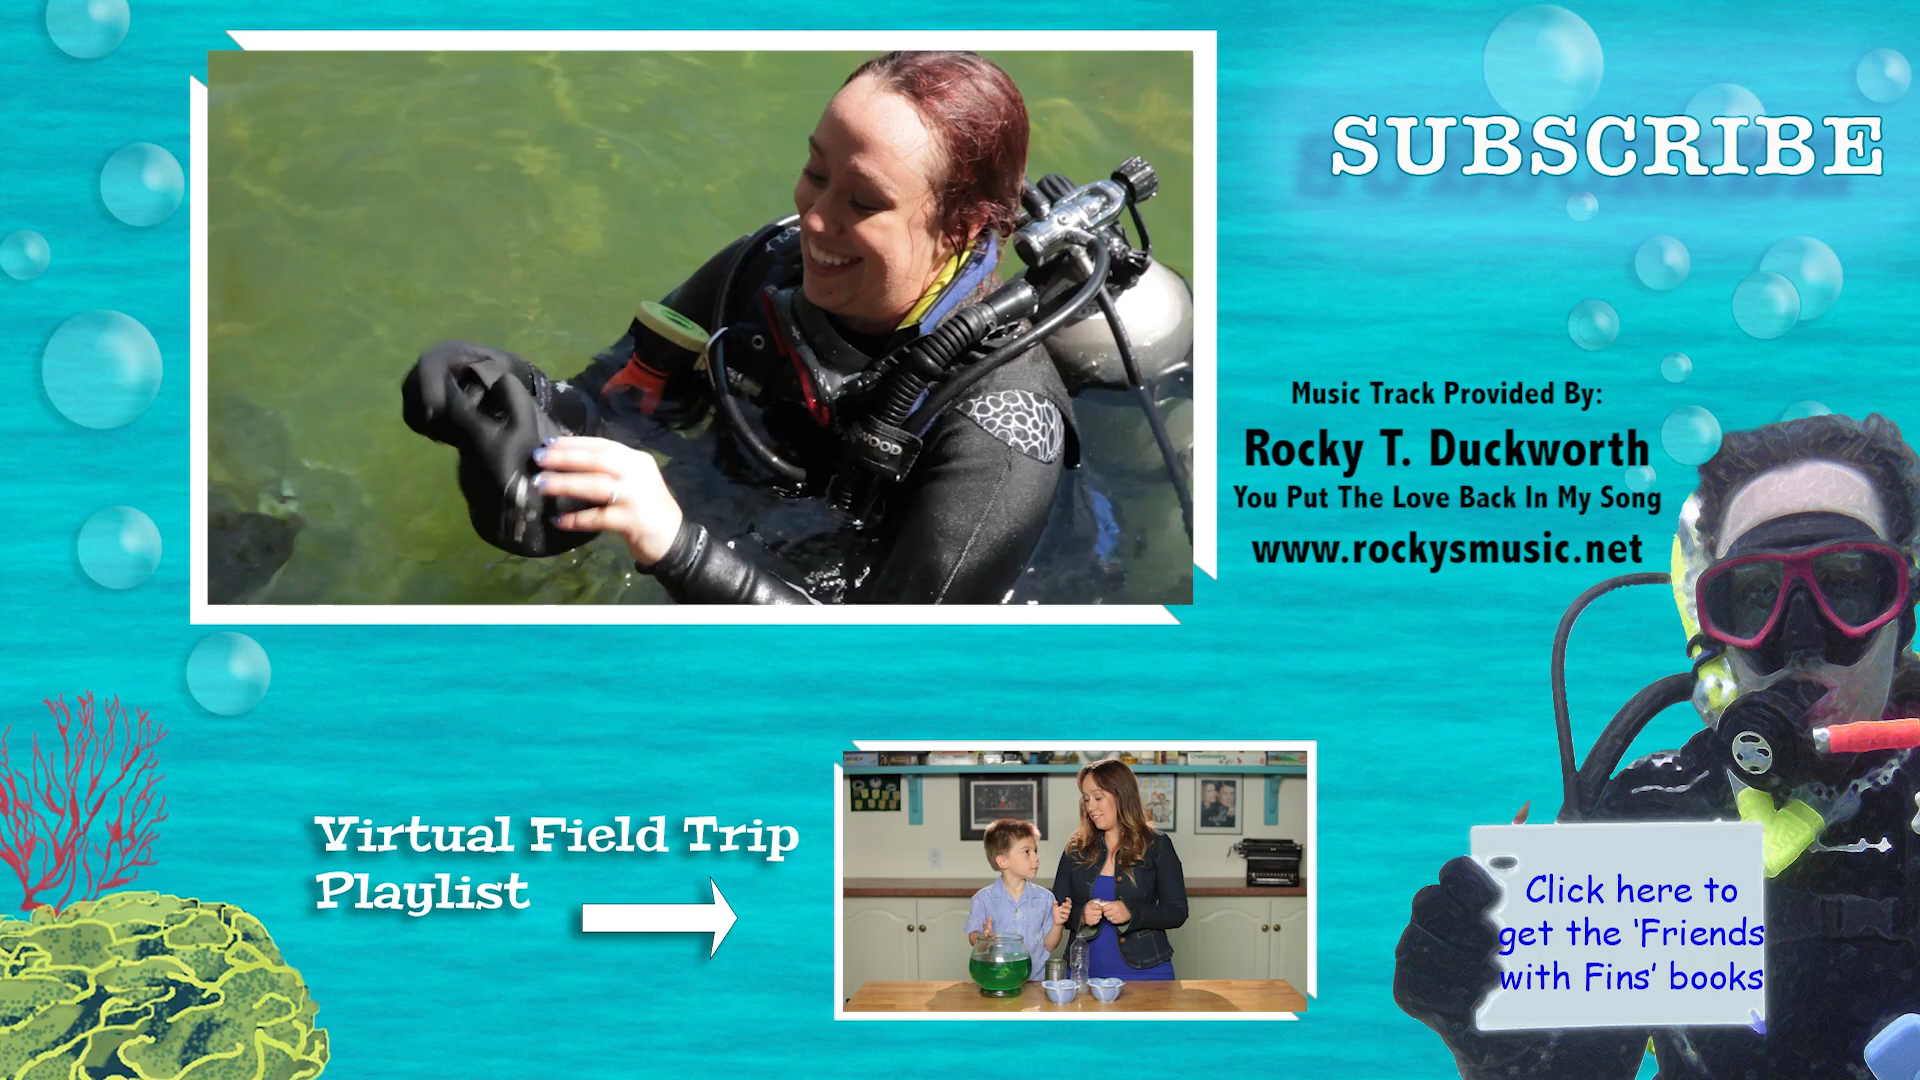 SUBSCRIBE
Music Track Provided By:
Rocky T. Duckworth
You Put The Love Back In My Song
www.rockysmusic.net
WOOD
Virtual Field Trip
Playlist
Click here to
get the ‘Friends
with Fins’ books